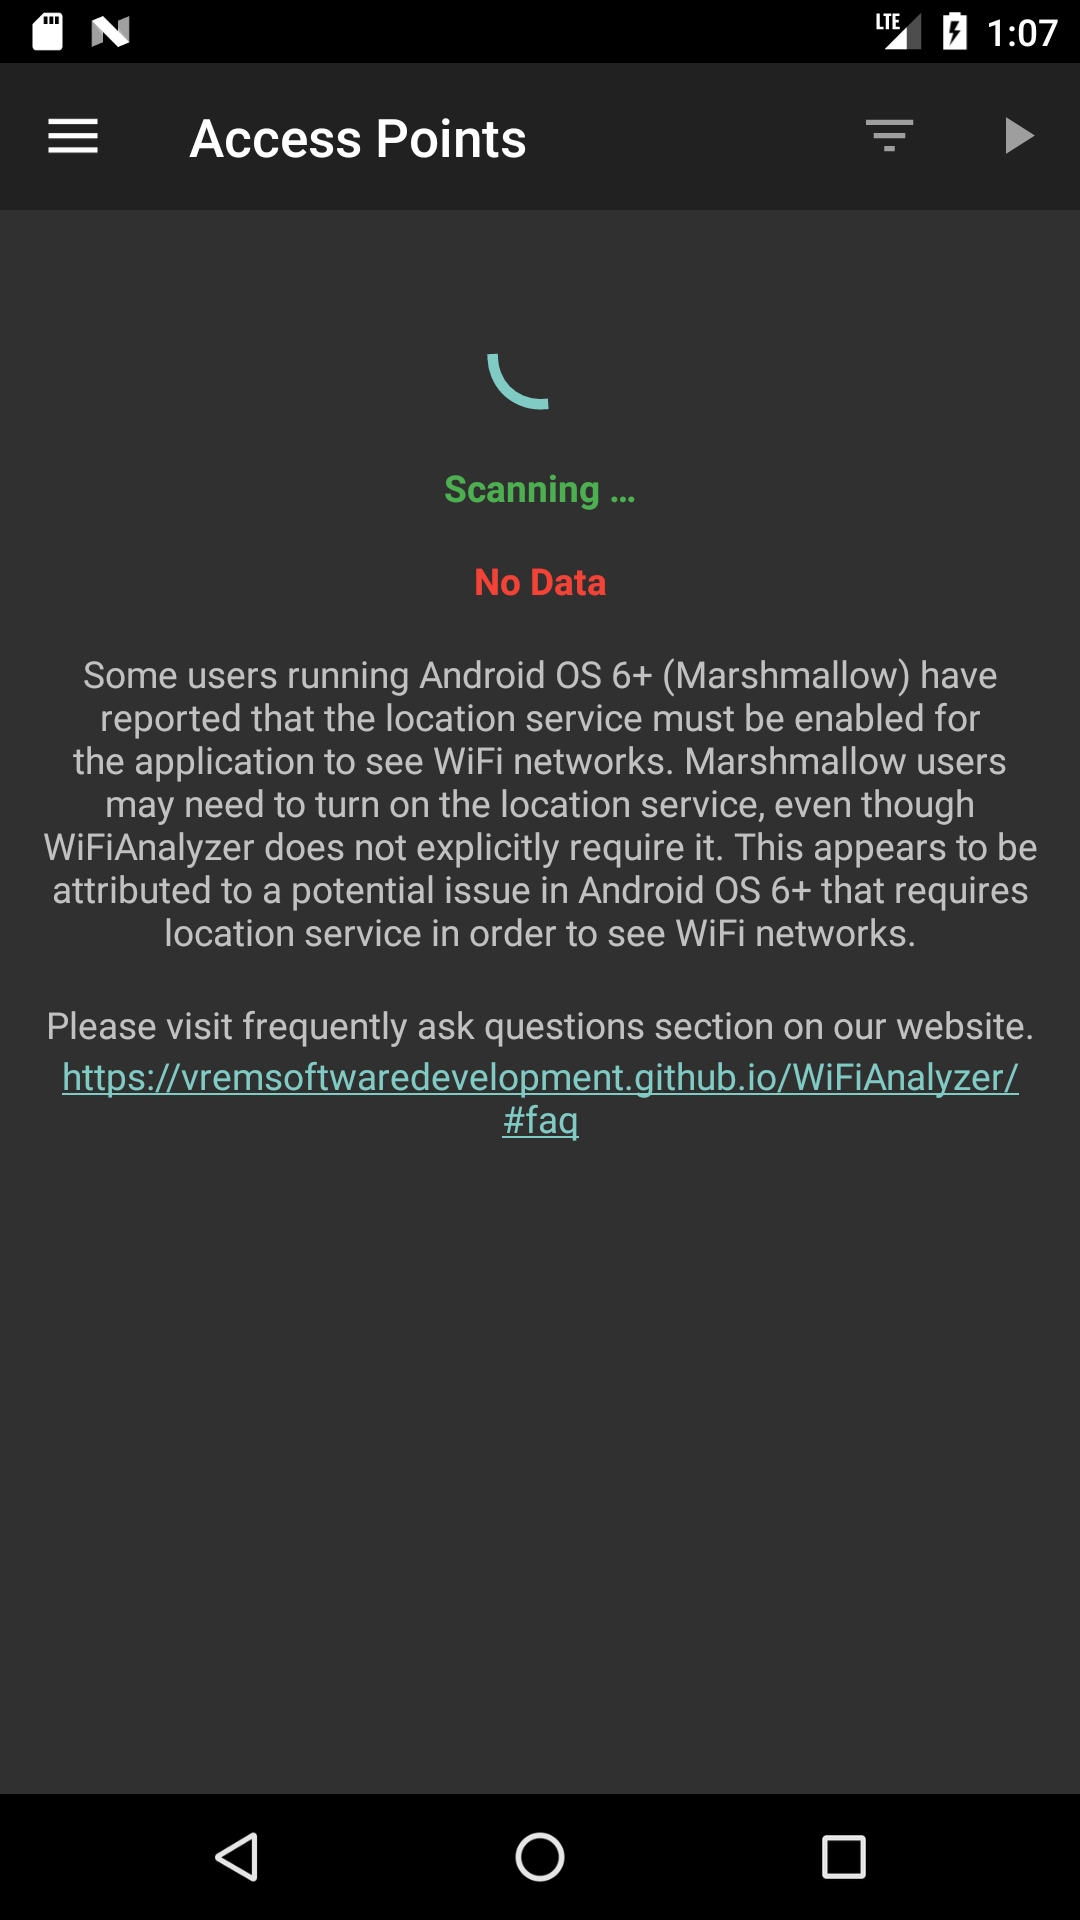 LTE 1:07
Access Points
Scanning ...
No Data
Some users running Android OS 6+ (Marshmallow) have
reported that the location service must be enabled for
the application to see WiFi networks. Marshmallow users
may need to turn on the location service, even though
WiFiAnalyzer does not explicitly require it. This appears to be
attributed to a potential issue in Android OS 6+ that requires
location service in order to see WiFi networks.
Please visit frequently ask questions section on our website.
https://vremsoftwaredevelopment.github.io/WiFiAnalyzer/
#faq